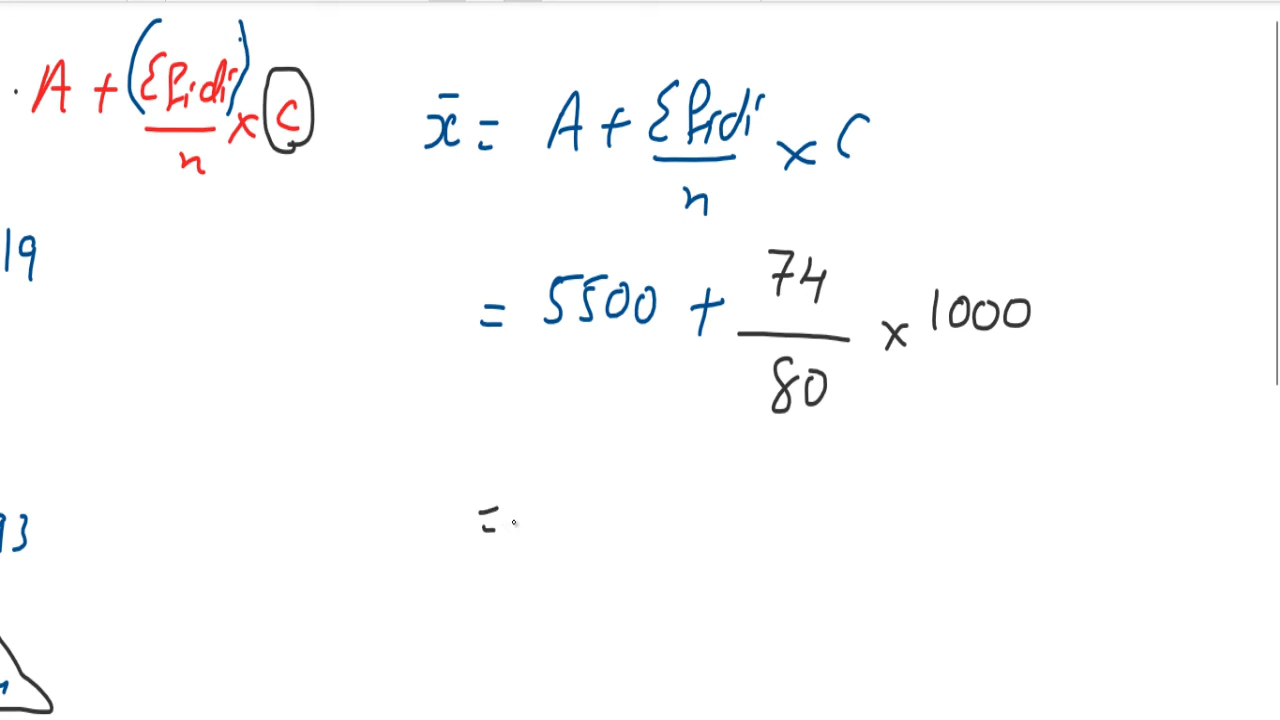 . A + (Σfidi) / n × C
x̄ = A + Σfidi / n × C
19
= 5500 + 74 / 80 × 1000
93
=